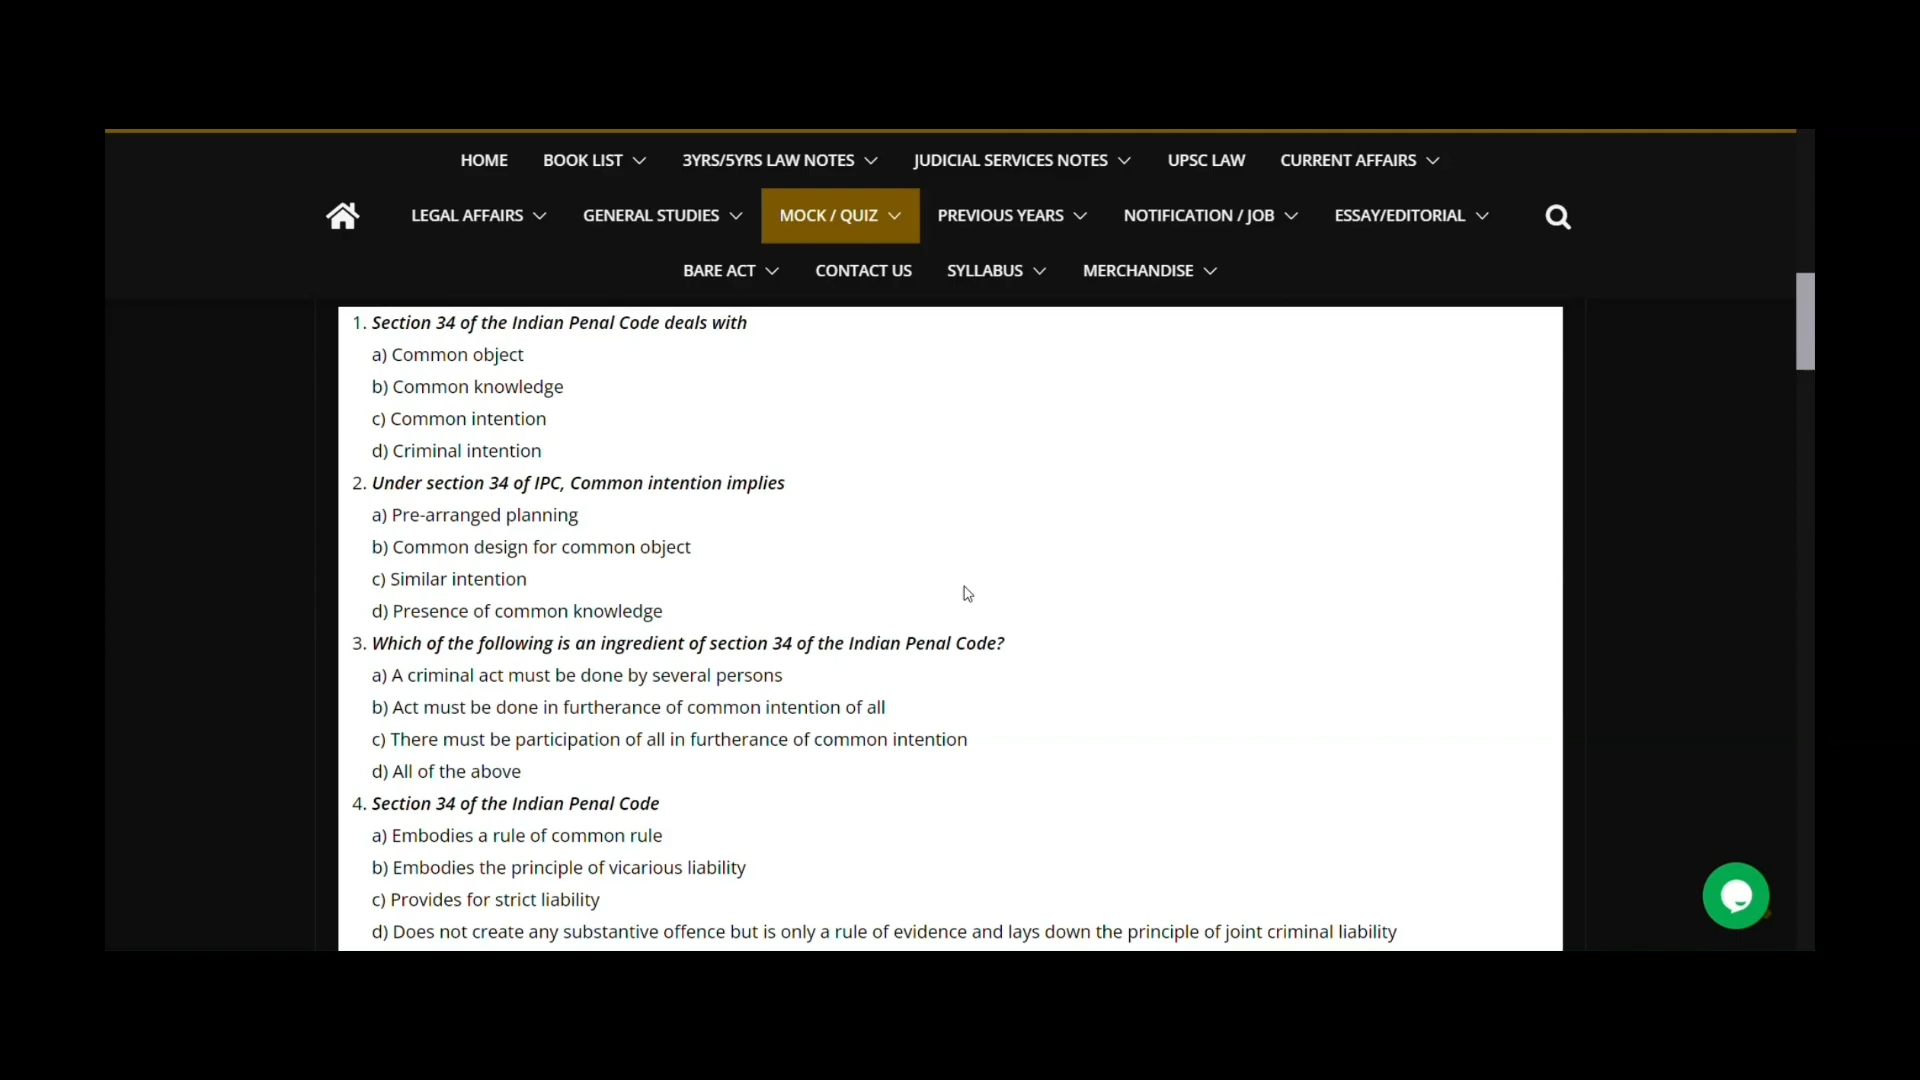 HOME BOOK LIST 3YRS/5YRS LAW NOTES JUDICIAL SERVICES NOTES UPSC LAW CURRENT AFFAIRS
LEGAL AFFAIRS GENERAL STUDIES MOCK / QUIZ PREVIOUS YEARS NOTIFICATION / JOB ESSAY/EDITORIAL
BARE ACT CONTACT US SYLLABUS MERCHANDISE
1. Section 34 of the Indian Penal Code deals with
a) Common object
b) Common knowledge
c) Common intention
d) Criminal intention
2. Under section 34 of IPC, Common intention implies
a) Pre-arranged planning
b) Common design for common object
c) Similar intention
d) Presence of common knowledge
3. Which of the following is an ingredient of section 34 of the Indian Penal Code?
a) A criminal act must be done by several persons
b) Act must be done in furtherance of common intention of all
c) There must be participation of all in furtherance of common intention
d) All of the above
4. Section 34 of the Indian Penal Code
a) Embodies a rule of common rule
b) Embodies the principle of vicarious liability
c) Provides for strict liability
d) Does not create any substantive offence but is only a rule of evidence and lays down the principle of joint criminal liability